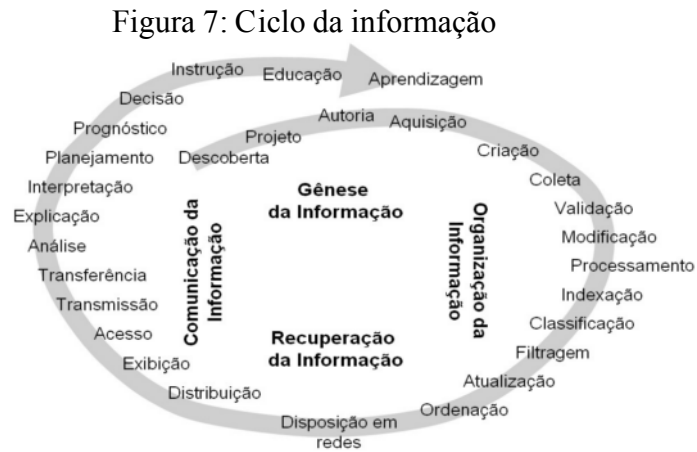 Figura 7: Ciclo da informação
Instrução
Educação
Aprendizagem
Decisão
Prognóstico
Planejamento
Interpretação
Explicação
Análise
Transferência
Transmissão
Acesso
Exibição
Distribuição
Disposição em
redes
Ordenação
Atualização
Filtragem
Classificação
Indexação
Processamento
Modificação
Validação
Coleta
Criação
Aquisição
Autoria
Projeto
Descoberta
Gênese
da Informação
Organização da
Informação
Recuperação
da Informação
Comunicação da
Informação